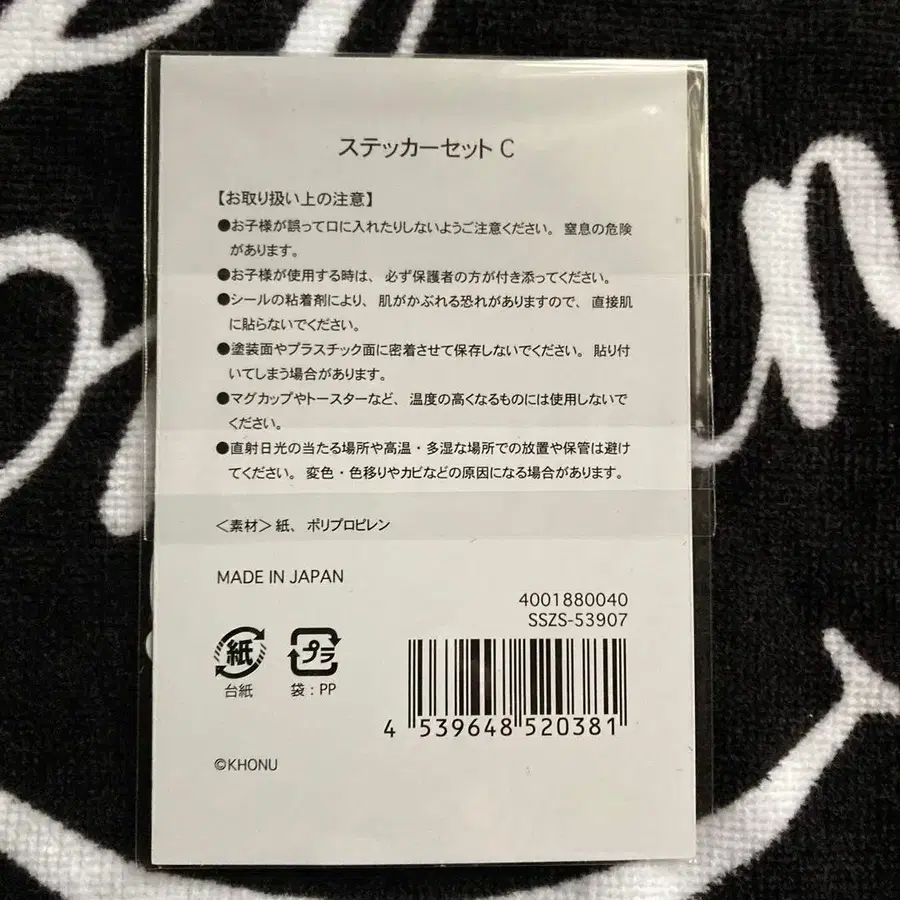 ステッカーセット C
【お取り扱い上の注意】
●お子様が誤って口に入れたりしないようご注意ください。窒息の危険
があります。
●お子様が使用する時は、必ず保護者の方が付き添ってください。
●シールの粘着剤により、肌がかぶれる恐れがありますので、直接肌
に貼らないでください。
●塗装面やプラスチック面に密着させて保存しないでください。貼り付
いてしまう場合があります。
●マグカップやトースターなど、温度の高くなるものには使用しないで
ください。
●直射日光の当たる場所や高温・多湿な場所での放置や保管は避け
てください。変色・色移りやカビなどの原因になる場合があります。
＜素材＞紙、ポリプロピレン
MADE IN JAPAN
4001880040
SSZS-53907
紙
台紙
プラ
袋：PP
4 539648 520381
©KHONU